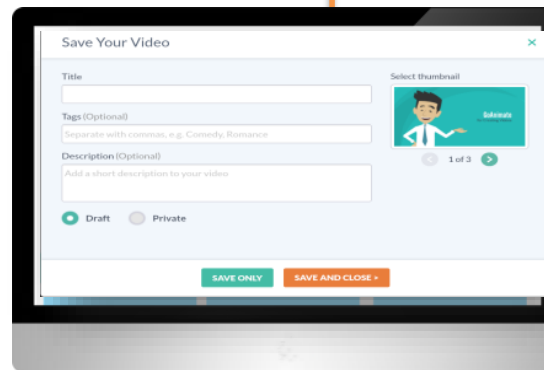 Save Your Video
×
Title
Select thumbnail
Tags (Optional)
Separate with commas, e.g. Comedy, Romance
GoAnimate
Description (Optional)
1 of 3
Add a short description to your video
Draft Private
SAVE ONLY SAVE AND CLOSE »